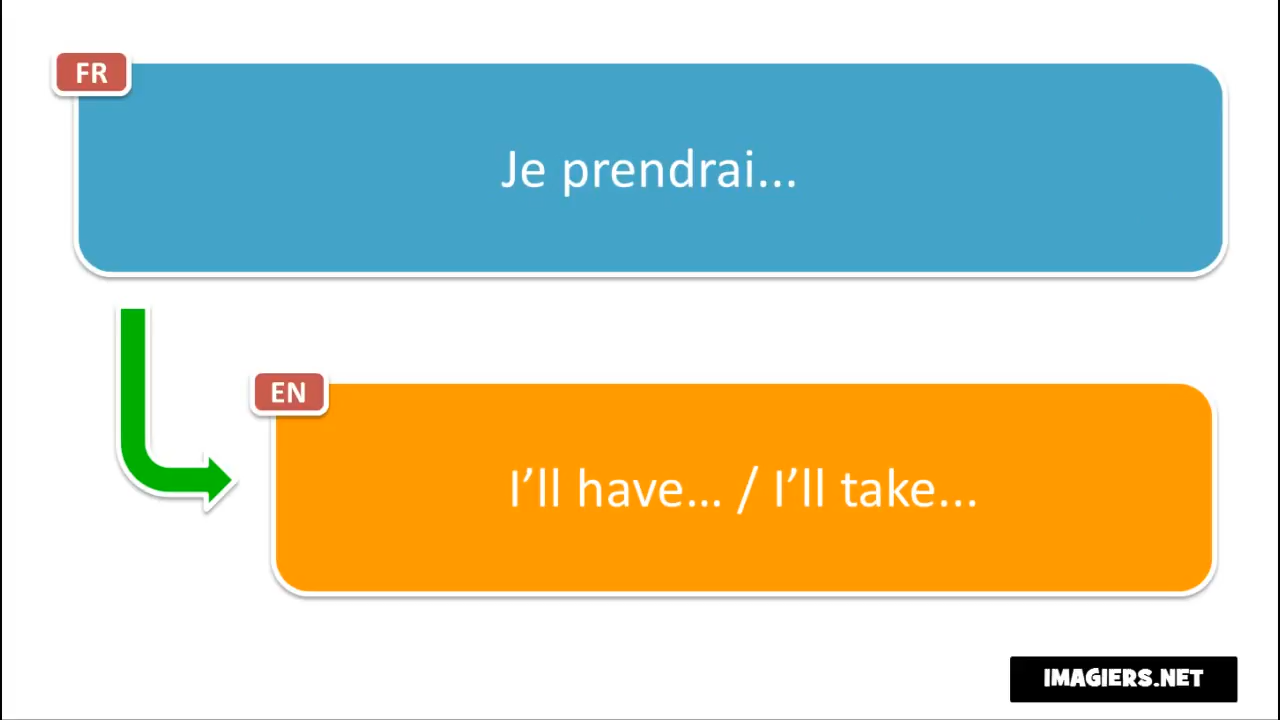 FR
Je prendrai...
EN
I’ll have... / I’ll take...
IMAGIERS.NET